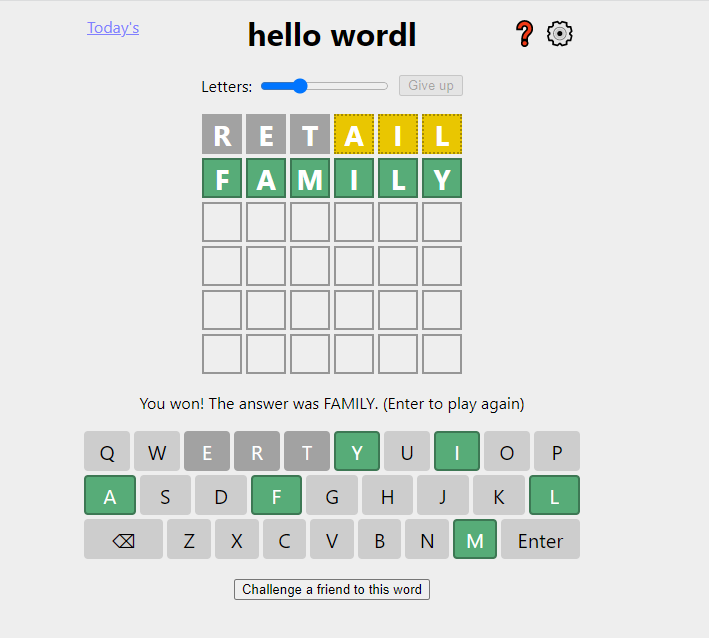 Today's
hello wordl
❓ ⚙
Letters: Give up
R E T A I L
F A M I L Y
You won! The answer was FAMILY. (Enter to play again)
Q W E R T Y U I O P
A S D F G H J K L
⌫ Z X C V B N M Enter
Challenge a friend to this word